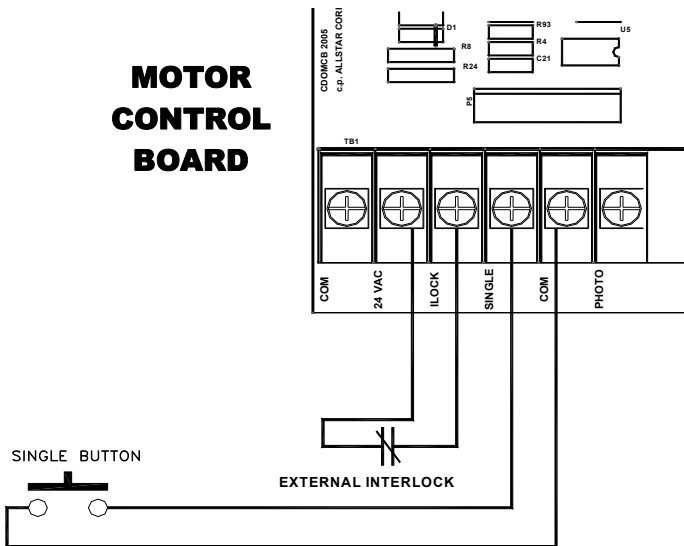 MOTOR
CONTROL
BOARD
CDOMCB 2005
c.p. ALLSTAR CORI
D1
R8
R24
R93
R4
C21
U5
P5
TB1
COM
24 VAC
ILOCK
SINGLE
COM
PHOTO
EXTERNAL INTERLOCK
SINGLE BUTTON